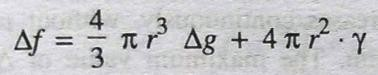 Δf = 4/3 π r³ Δg + 4 π r² · γ